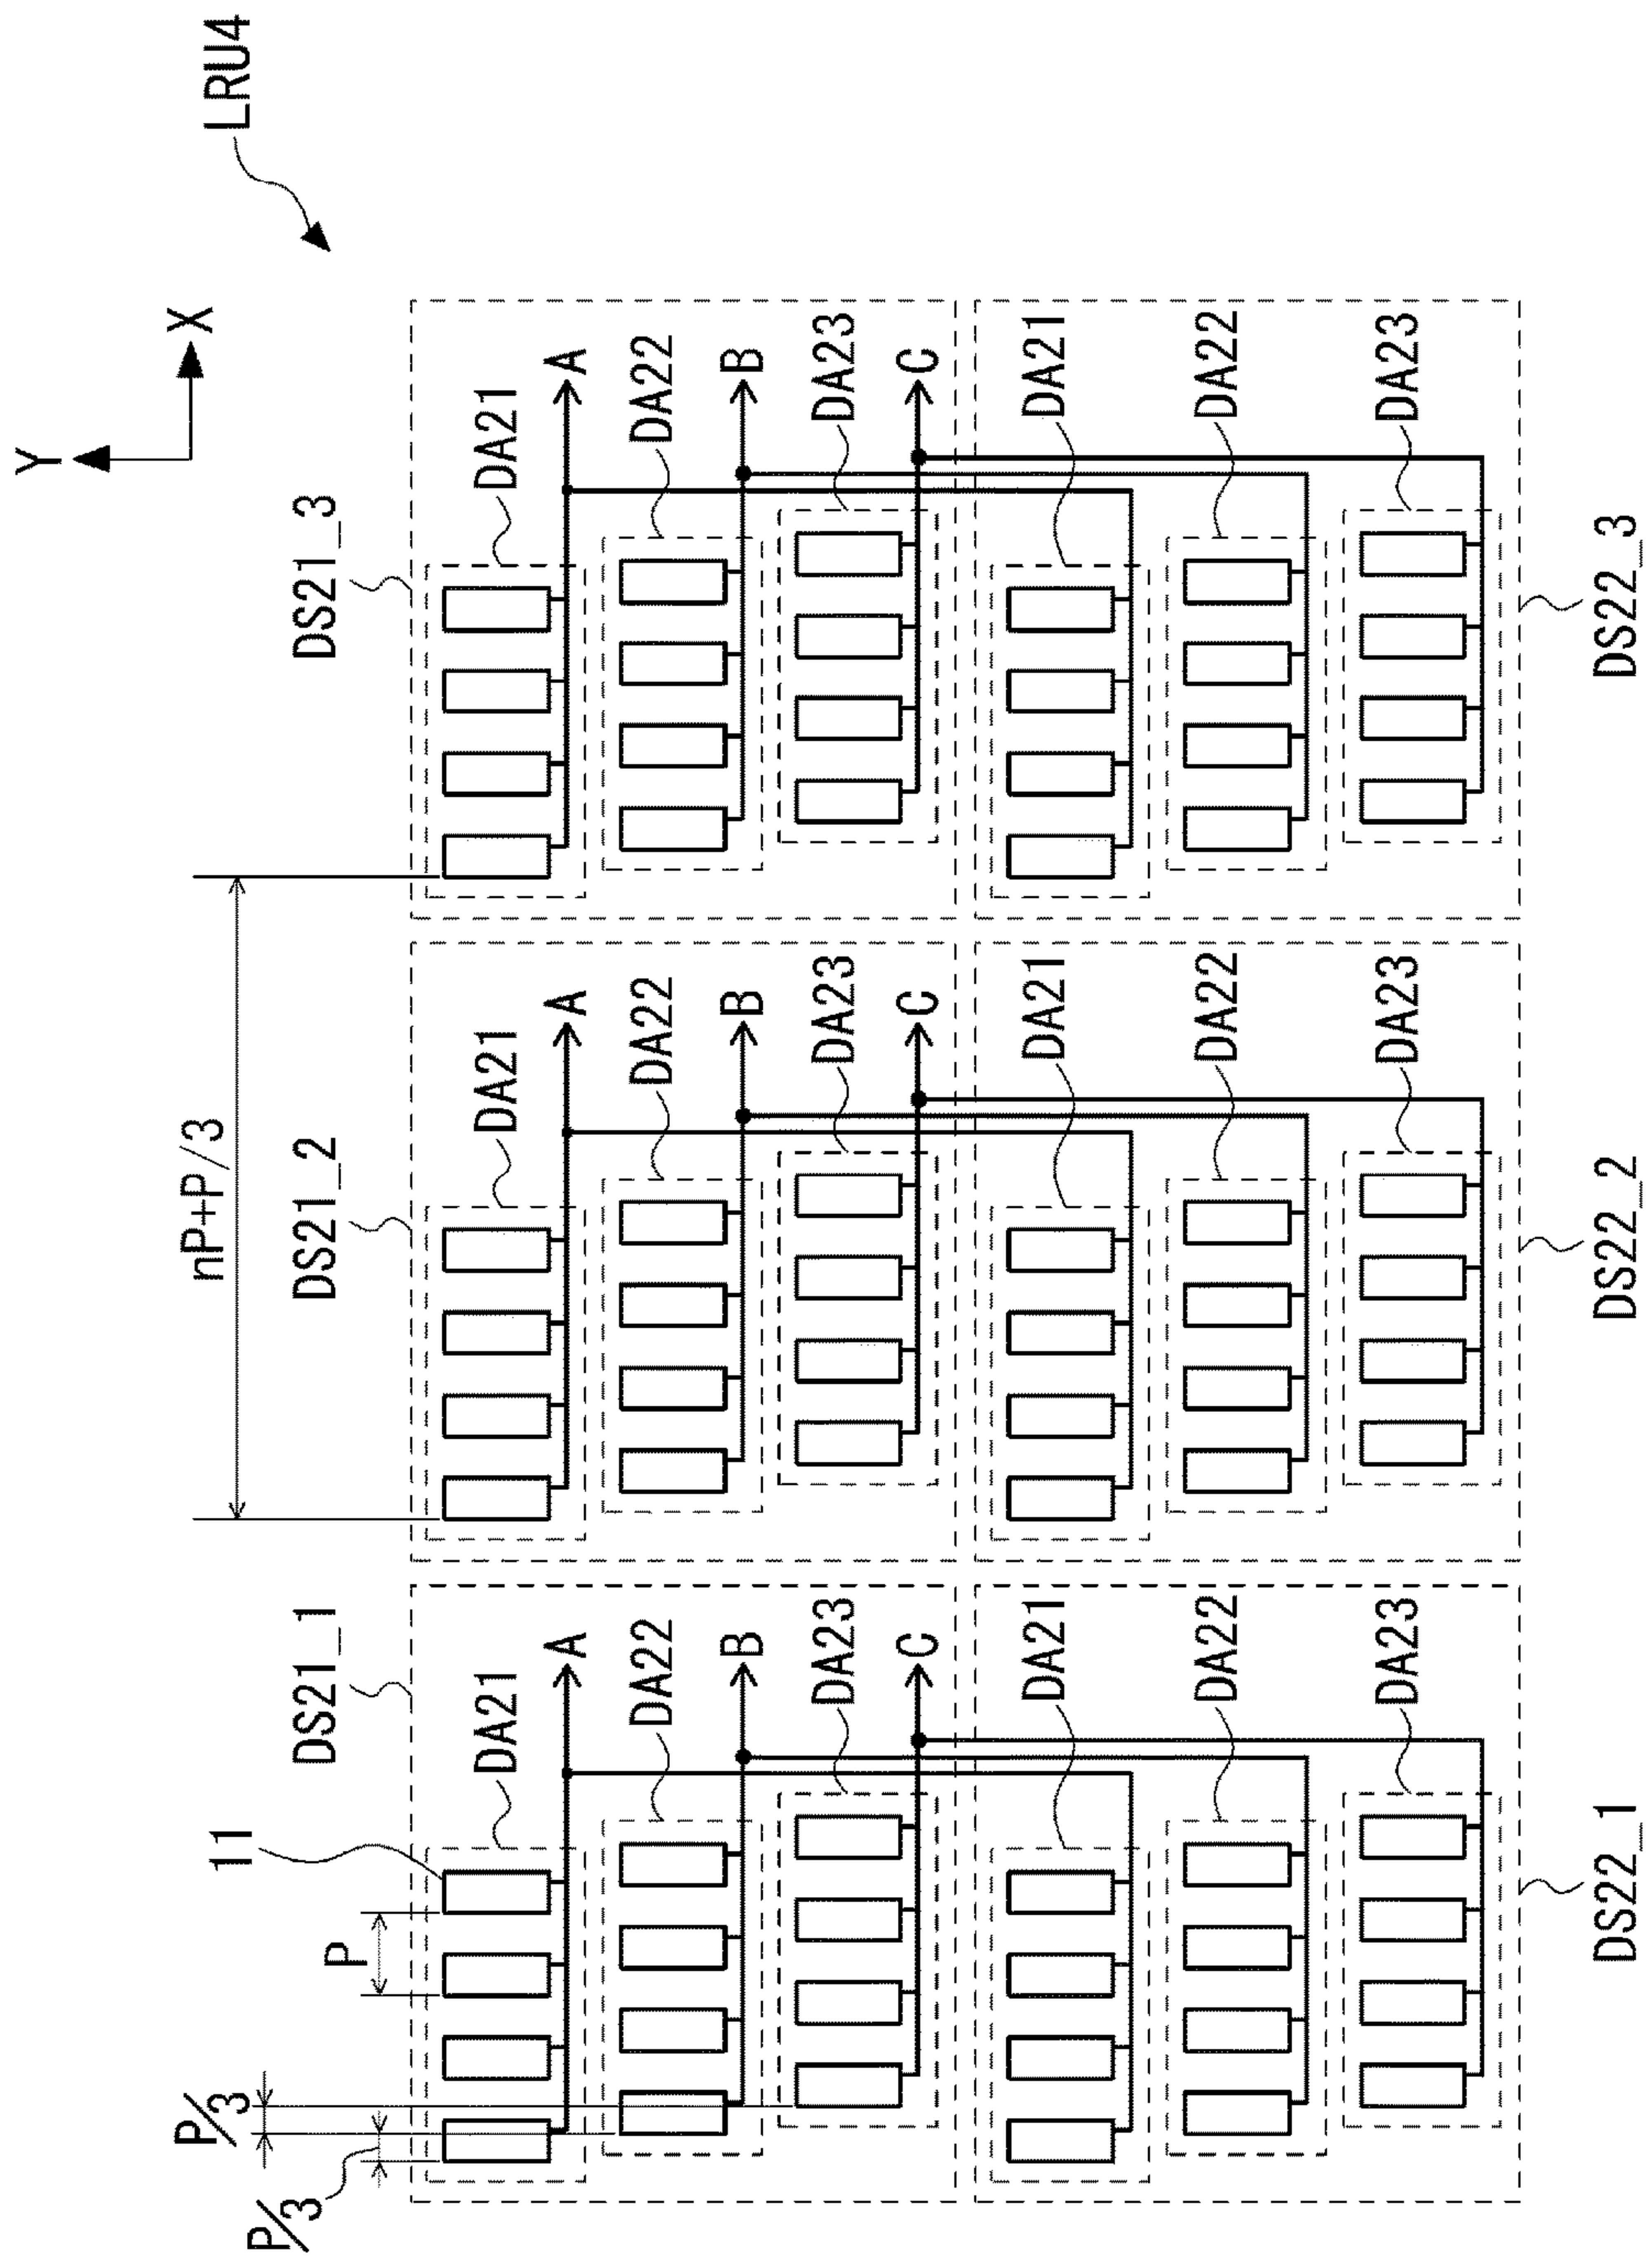 Y
X
LRU4
nP+P/3
P/3
11
P/3
P
DS21_1
DS21_2
DS21_3
DA21
DA21
DA21
A
A
A
DA22
DA22
DA22
B
B
B
DA23
DA23
DA23
C
C
C
DA21
DA21
DA21
DA22
DA22
DA22
DA23
DA23
DA23
DS22_1
DS22_2
DS22_3